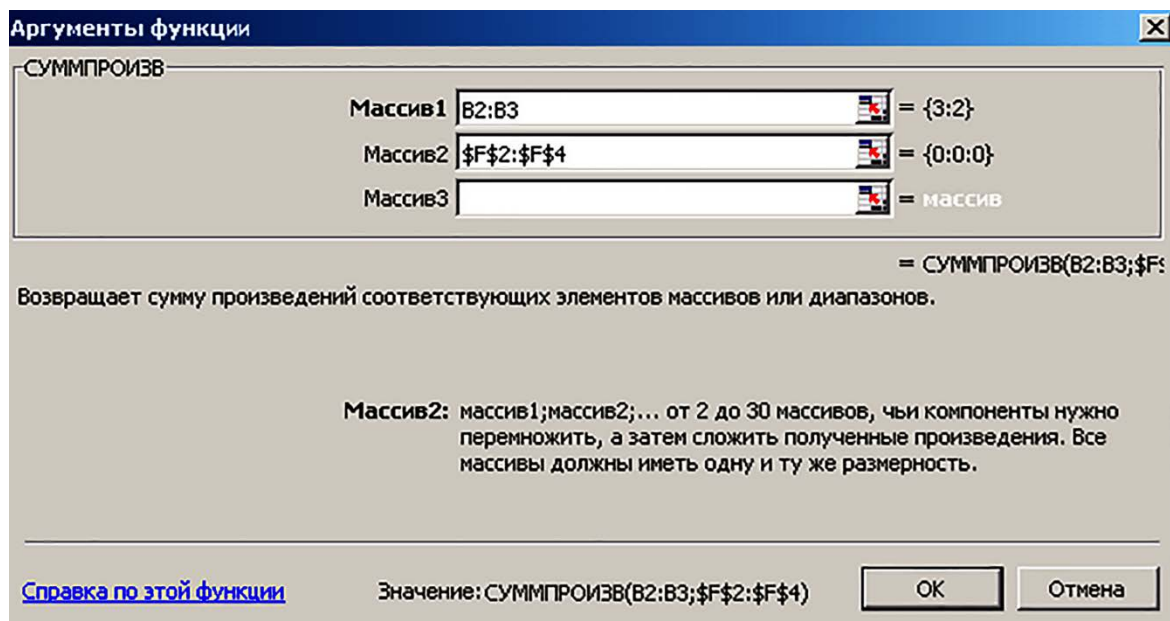 Аргументы функции
СУММПРОИЗВ
Массив1 B2:B3 = {3:2}
Массив2 $F$2:$F$4 = {0:0:0}
Массив3 = массив
= СУММПРОИЗВ(B2:B3;$F$
Возвращает сумму произведений соответствующих элементов массивов или диапазонов.
Массив2: массив1;массив2;... от 2 до 30 массивов, чьи компоненты нужно
перемножить, а затем сложить полученные произведения. Все
массивы должны иметь одну и ту же размерность.
Справка по этой функции Значение: СУММПРОИЗВ(B2:B3;$F$2:$F$4) ОК Отмена